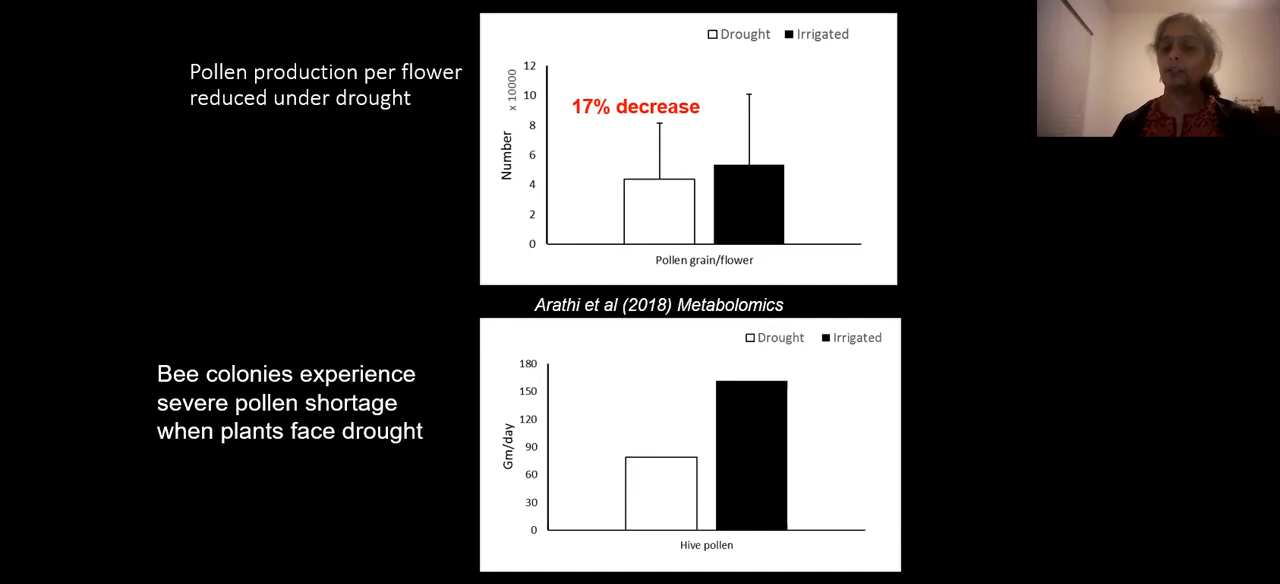 Pollen production per flower
reduced under drought
Drought Irrigated
x 10000
Number
12
10
8
6
4
2
0
17% decrease
Pollen grain/flower
Arathi et al (2018) Metabolomics
Bee colonies experience
severe pollen shortage
when plants face drought
Drought Irrigated
Gm/day
180
150
120
90
60
30
0
Hive pollen